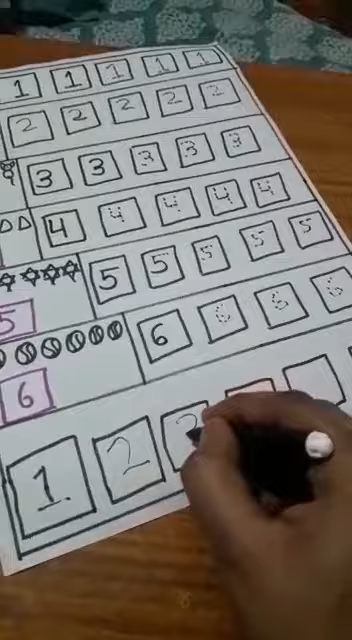 1 1 1 1 1
2 2 2 2 2
3 3 3 3 3
4 4 4 4 4
5 5 5 5 5
5
6 6 6 6
6
1 2 3